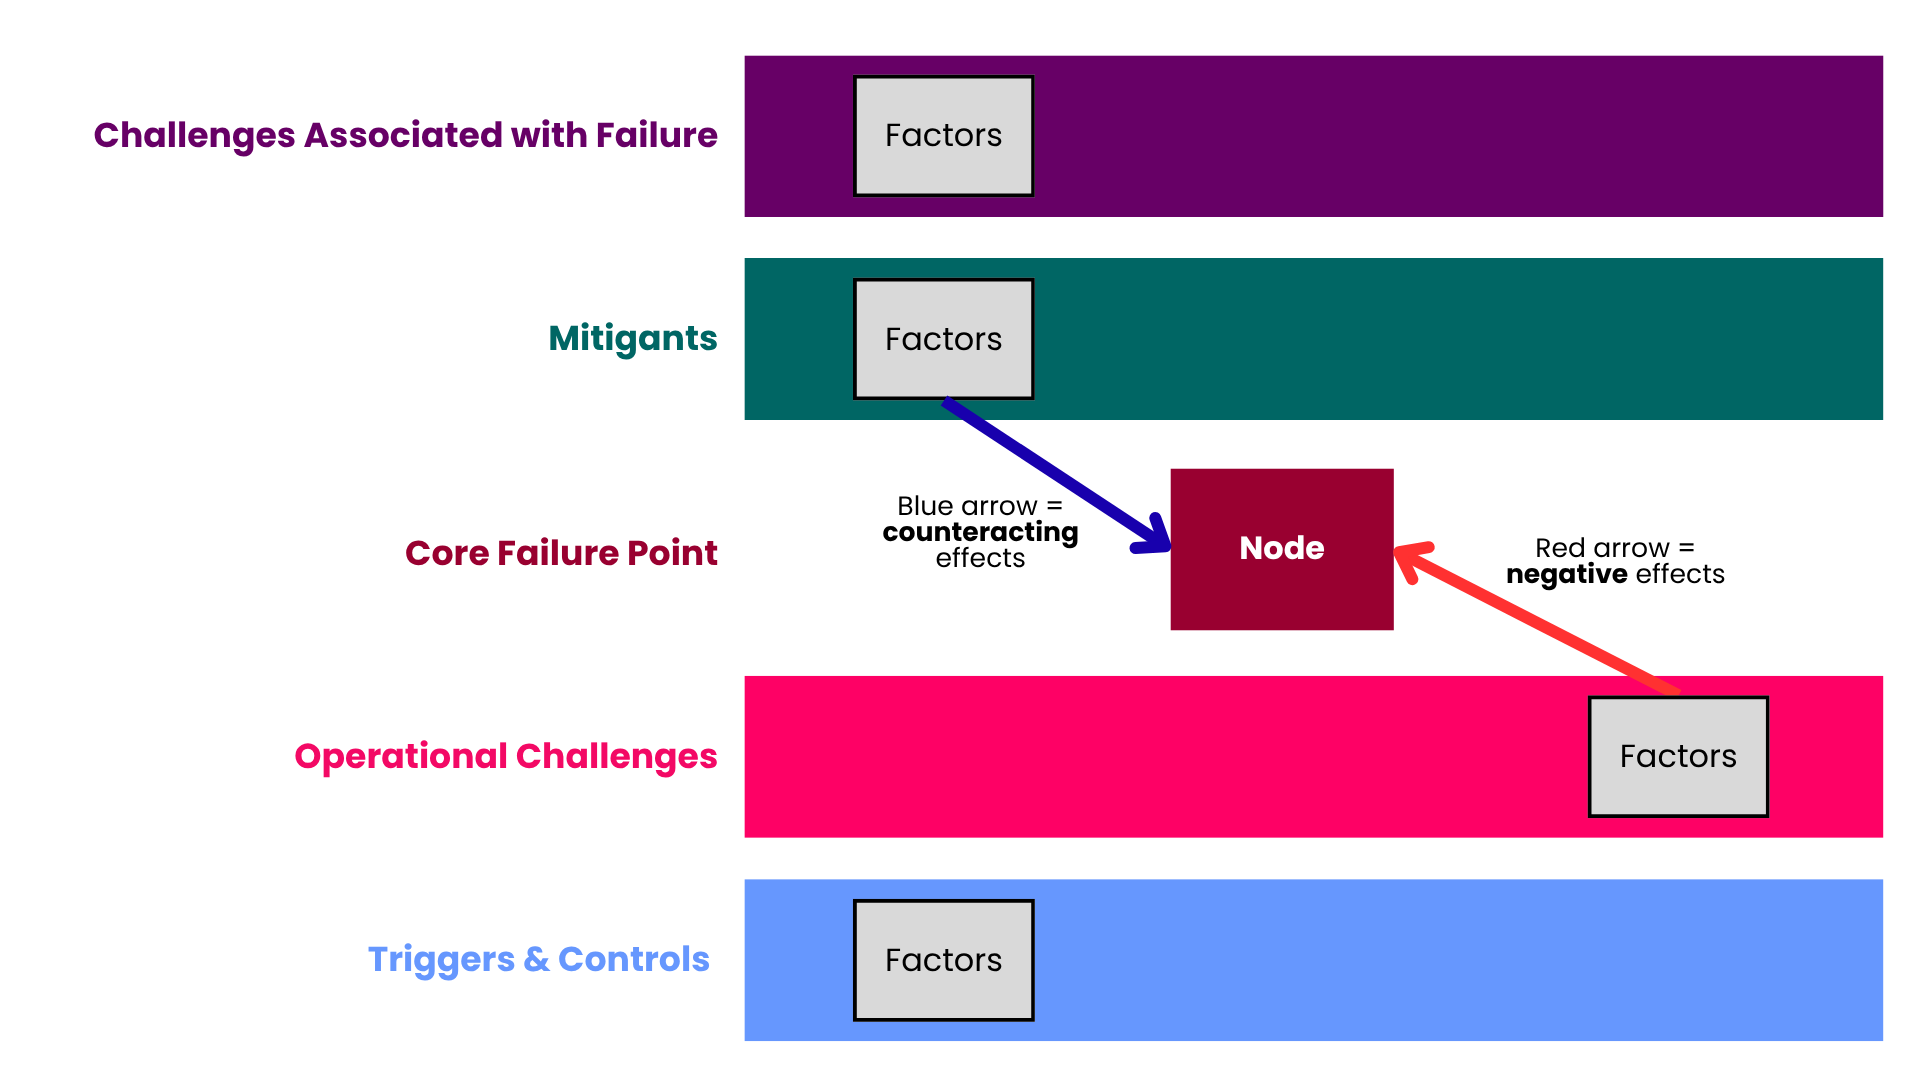 Challenges Associated with Failure
Factors
Mitigants
Factors
Core Failure Point
Blue arrow =
counteracting
effects
Node
Red arrow =
negative effects
Operational Challenges
Factors
Triggers & Controls
Factors